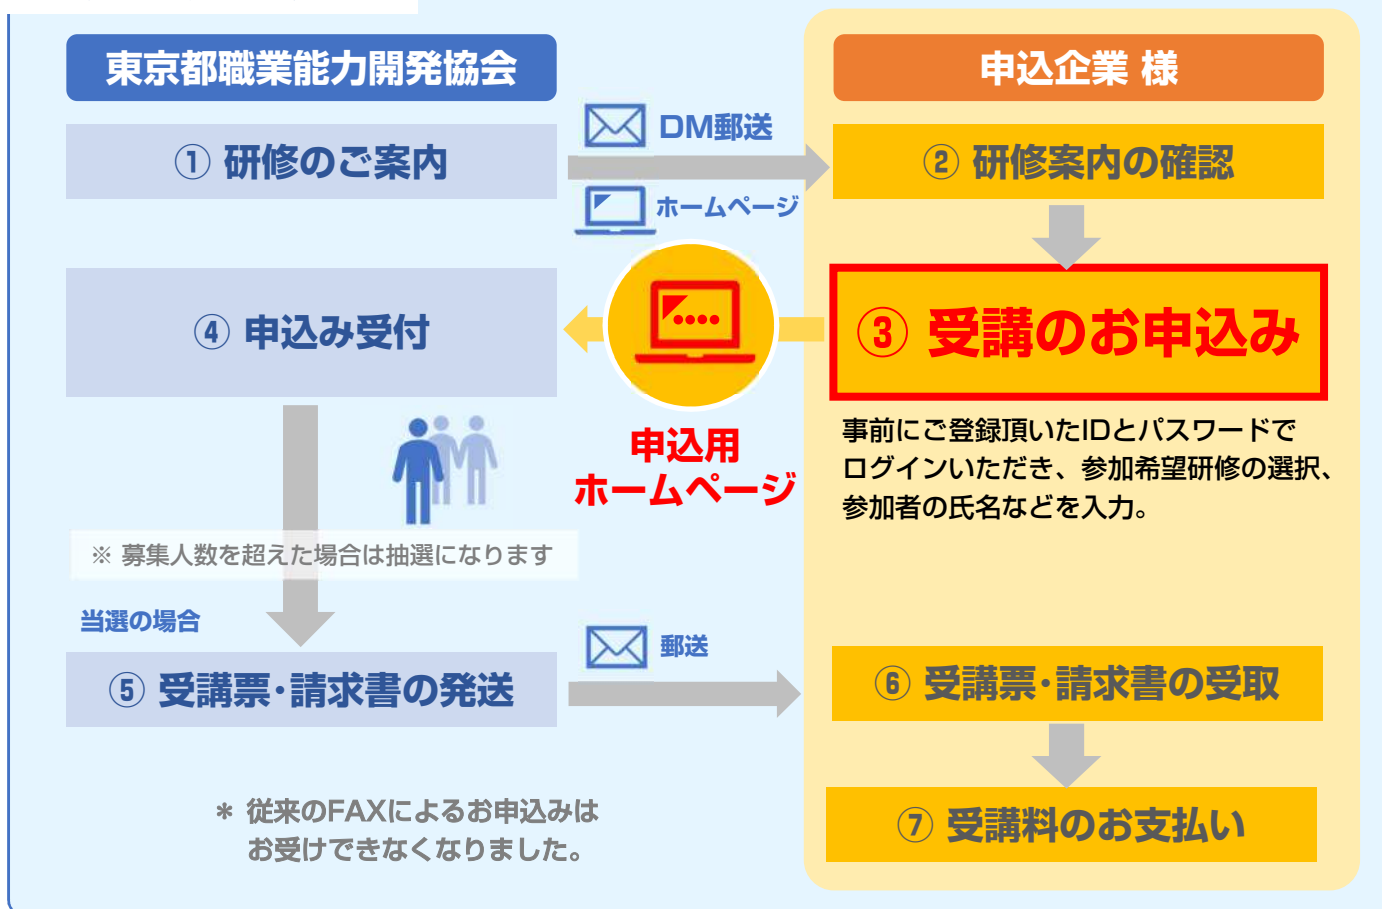 東京都職業能力開発協会
申込企業 様
① 研修のご案内
DM郵送
ホームページ
② 研修案内の確認
③ 受講のお申込み
事前にご登録頂いたIDとパスワードで
ログインいただき、参加希望研修の選択、
参加者の氏名などを入力。
申込用
ホームページ
④ 申込み受付
※ 募集人数を超えた場合は抽選になります
当選の場合
⑤ 受講票・請求書の発送
郵送
⑥ 受講票・請求書の受取
⑦ 受講料のお支払い
* 従来のFAXによるお申込みは
お受けできなくなりました。